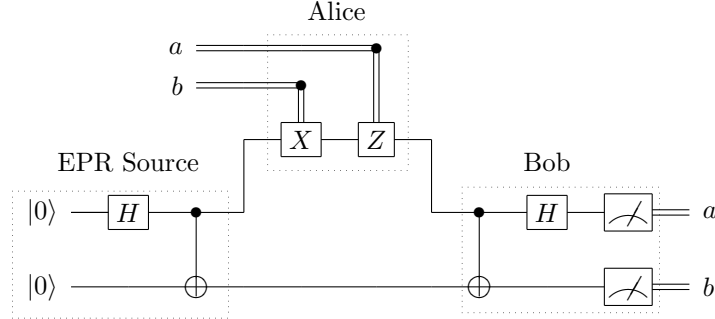 Alice
a
b
X Z
EPR Source Bob
|0⟩ H H a
|0⟩ b